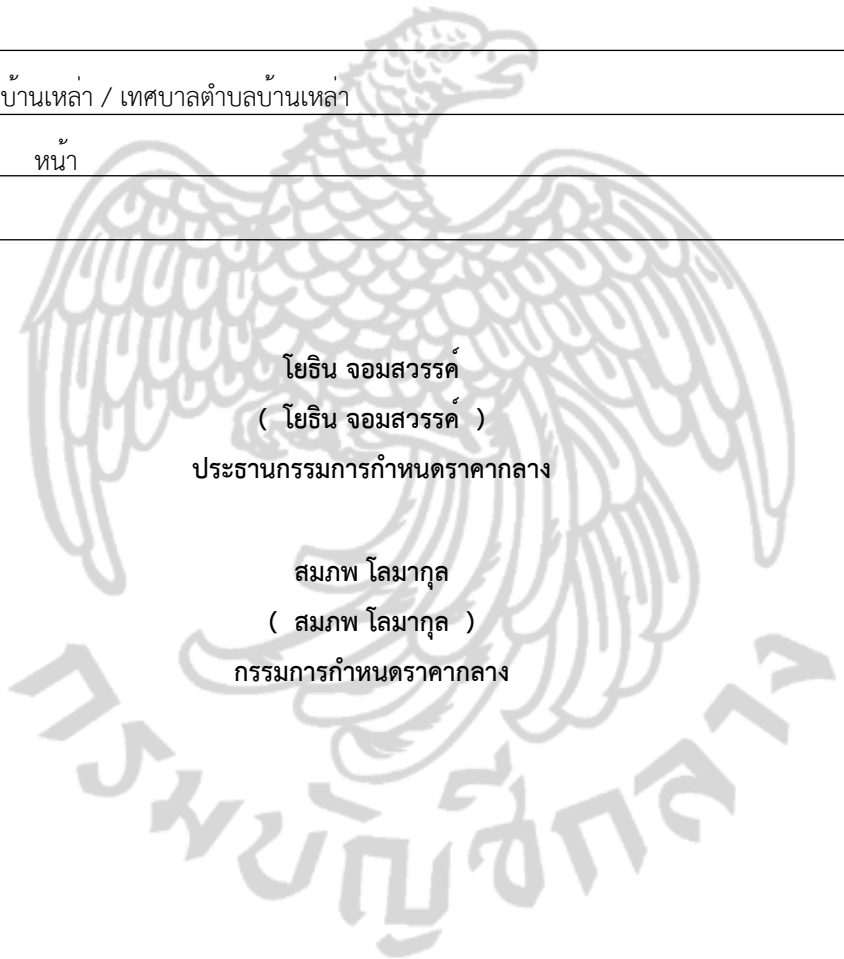 บ้านเหล่า / เทศบาลตำบลบ้านเหล่า
หน้า
โยธิน จอมสวรรค์
( โยธิน จอมสวรรค์ )
ประธานกรรมการกำหนดราคากลาง
สมภพ โลมากุล
( สมภพ โลมากุล )
กรรมการกำหนดราคากลาง
กรมบัญชีกลาง